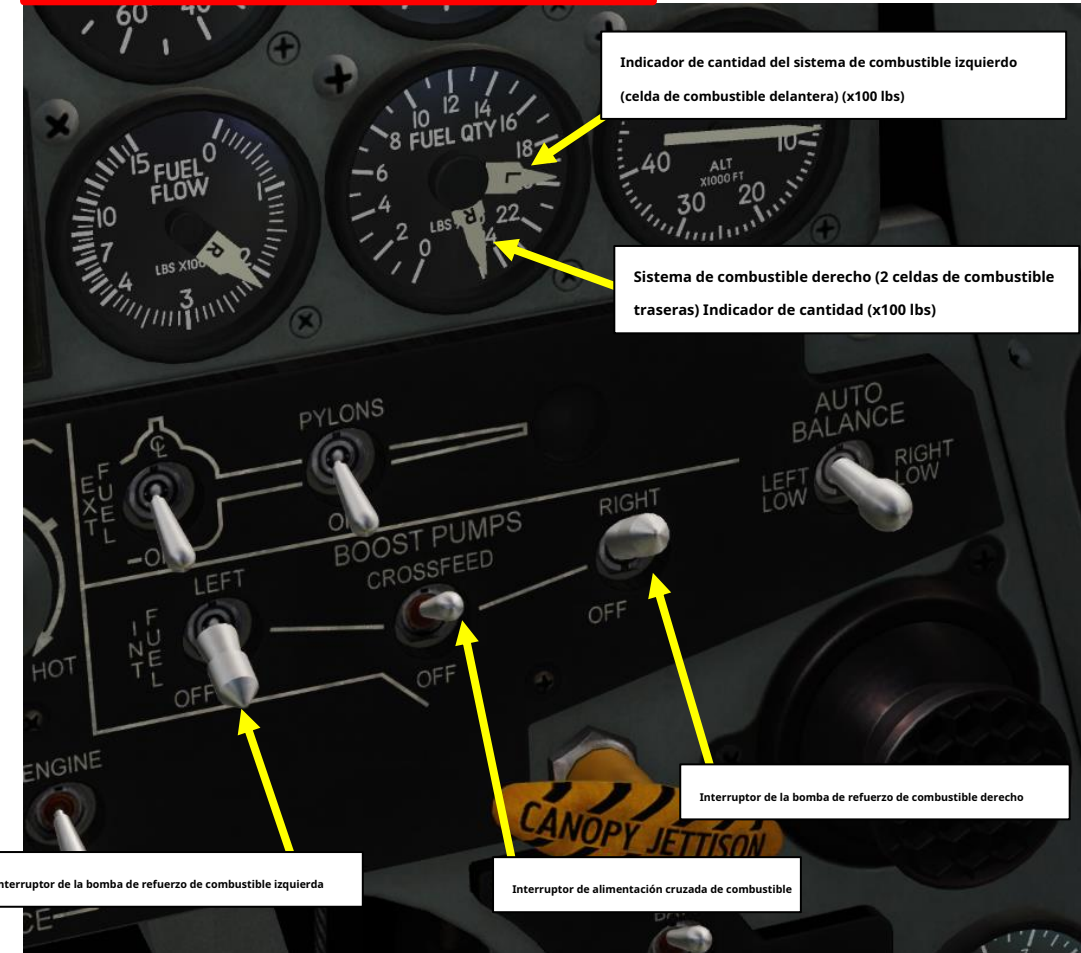 60 40
Indicador de cantidad del sistema de combustible izquierdo
(celda de combustible delantera) (x100 lbs)
15 0 1 2 3 4 7 10
FUEL
FLOW
LBS X100
R
0 2 4 6 8 10 12 14 16 18 22
FUEL QTY
LBS
L
R
10 20 30 40
ALT
X1000 FT
Sistema de combustible derecho (2 celdas de combustible
traseras) Indicador de cantidad (x100 lbs)
EXT
FUEL
CL
PYLONS
AUTO
BALANCE
LEFT
LOW
RIGHT
LOW
BOOST PUMPS
LEFT
CROSSFEED
RIGHT
INT
FUEL
OFF
OFF
OFF
HOT
ENGINE
CANOPY JETTISON
Interruptor de la bomba de refuerzo de combustible derecho
nterruptor de la bomba de refuerzo de combustible izquierda
Interruptor de alimentación cruzada de combustible